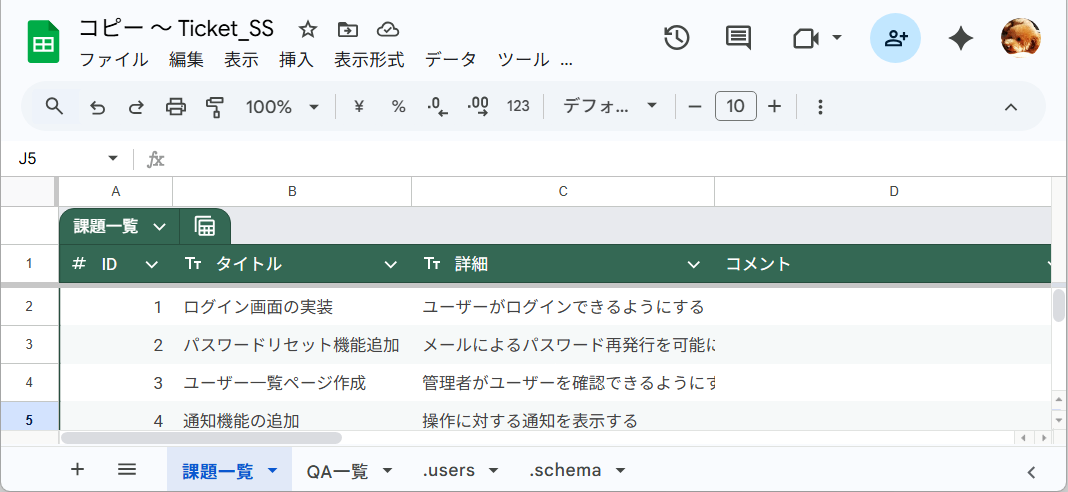 コピー ～ Ticket_SS
ファイル 編集 表示 挿入 表示形式 データ ツール ...
100% ¥ % .0 .00 123 デフォ... 10
J5 fx
A B C D
課題一覧
1 # ID Tт タイトル Tт 詳細 コメント
2 1 ログイン画面の実装 ユーザーがログインできるようにする
3 2 パスワードリセット機能追加 メールによるパスワード再発行を可能に
4 3 ユーザー一覧ページ作成 管理者がユーザーを確認できるようにす
5 4 通知機能の追加 操作に対する通知を表示する
課題一覧 QA一覧 .users .schema